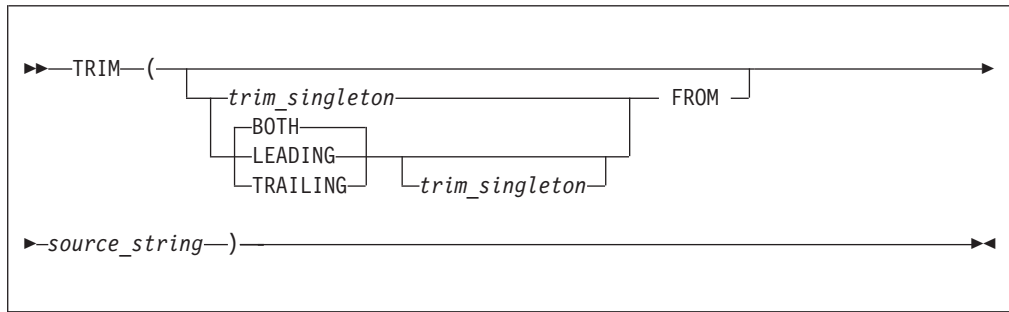 TRIM (
trim_singleton FROM
BOTH
LEADING
TRAILING trim_singleton
source_string )